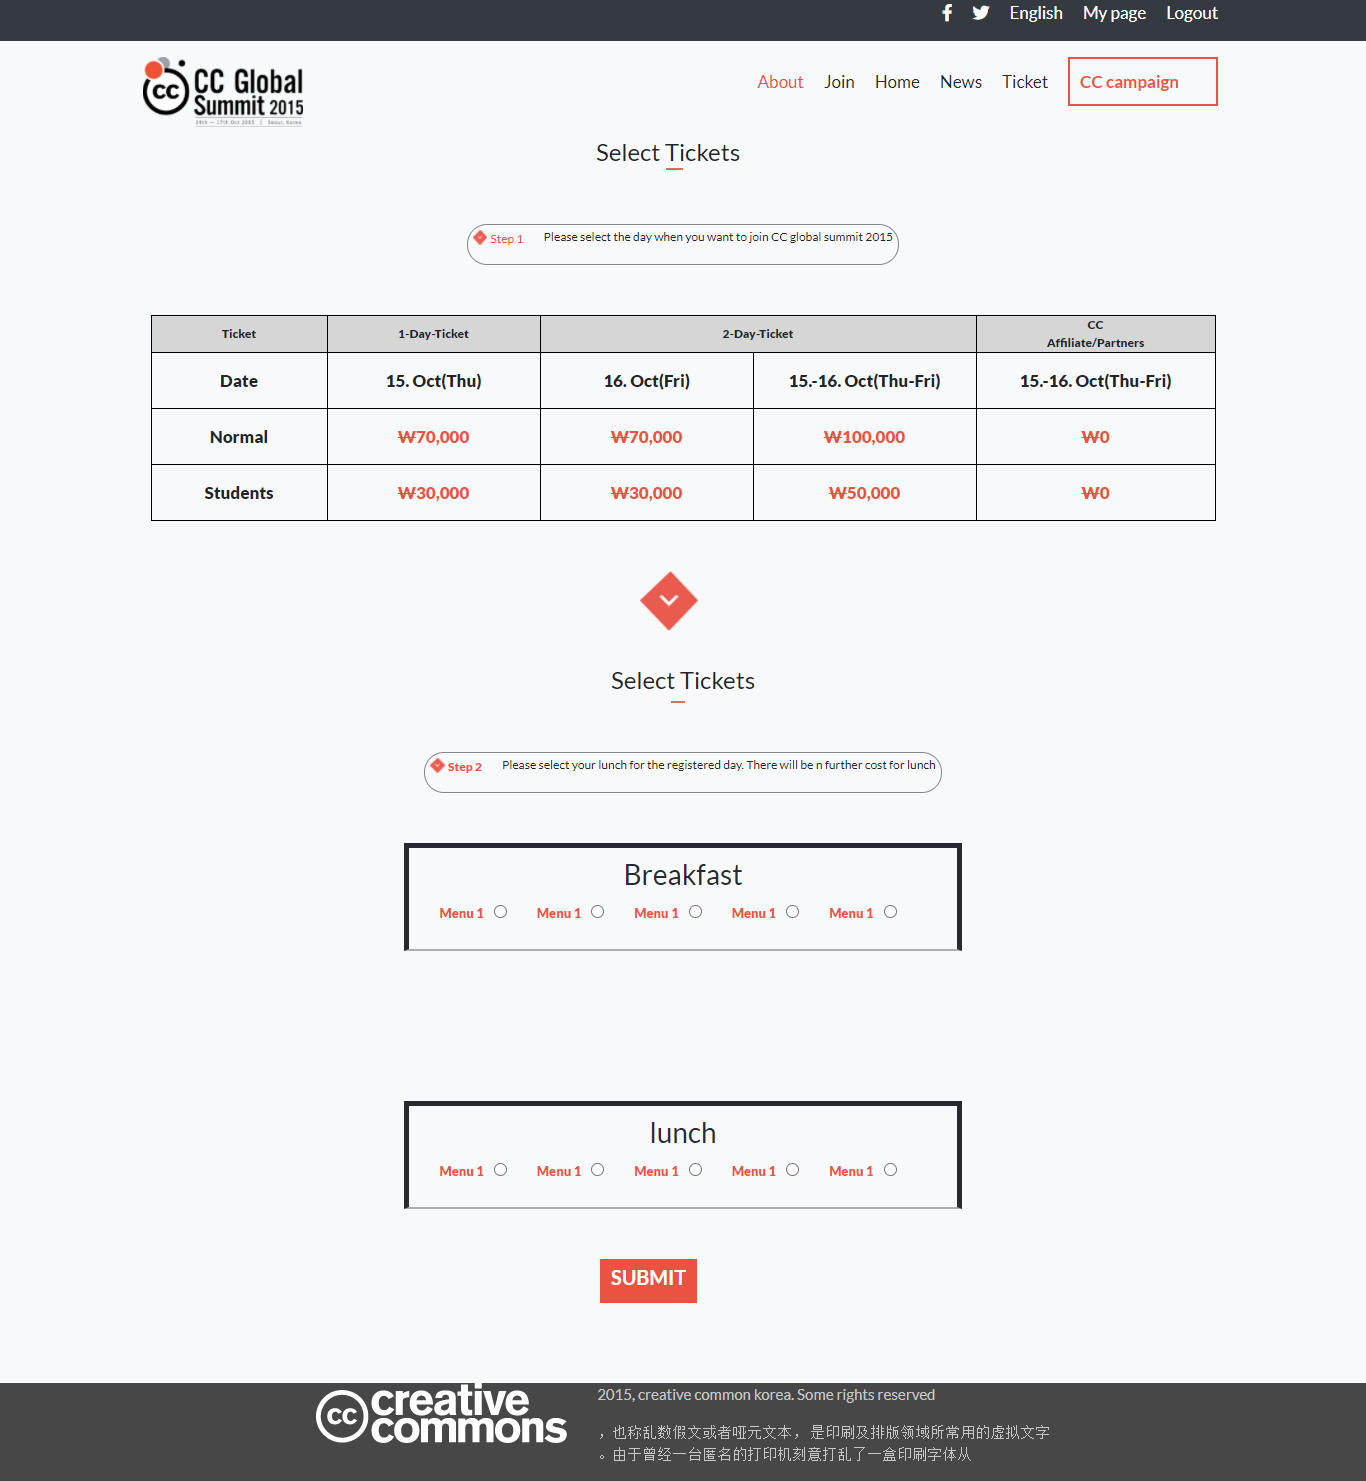 English My page Logout
CC Global
Summit 2015
14th — 17th Oct 2015 | Seoul, Korea
About Join Home News Ticket CC campaign
Select Tickets
Step 1 Please select the day when you want to join CC global summit 2015
Ticket 1-Day-Ticket 2-Day-Ticket CC
Affiliate/Partners
Date 15. Oct(Thu) 16. Oct(Fri) 15.-16. Oct(Thu-Fri) 15.-16. Oct(Thu-Fri)
Normal ₩70,000 ₩70,000 ₩100,000 ₩0
Students ₩30,000 ₩30,000 ₩50,000 ₩0
Select Tickets
Step 2 Please select your lunch for the registered day. There will be n further cost for lunch
Breakfast
Menu 1 Menu 1 Menu 1 Menu 1 Menu 1
lunch
Menu 1 Menu 1 Menu 1 Menu 1 Menu 1
SUBMIT
cc creative
commons
2015, creative common korea. Some rights reserved
，也称乱数假文或者哑元文本， 是印刷及排版领域所常用的虚拟文字
。由于曾经一台匿名的打印机刻意打乱了一盒印刷字体从